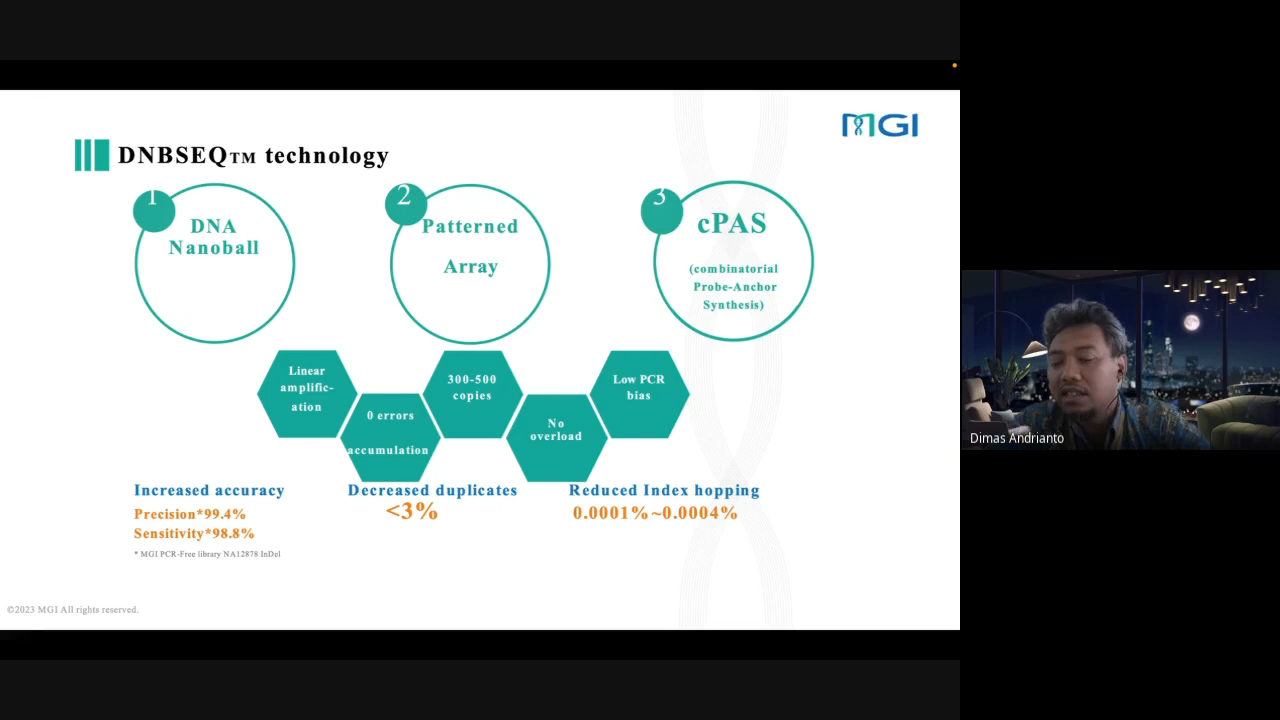 MGI
DNBSEQTM technology
1
DNA
Nanoball
2
Patterned
Array
3
cPAS
(combinatorial
Probe-Anchor
Synthesis)
Linear
amplific-
ation
0 errors
accumulation
300-500
copies
No
overload
Low PCR
bias
Increased accuracy
Precision*99.4%
Sensitivity*98.8%
* MGI PCR-Free library NA12878 InDel
Decreased duplicates
<3%
Reduced Index hopping
0.0001%~0.0004%
©2023 MGI All rights reserved.
Dimas Andrianto